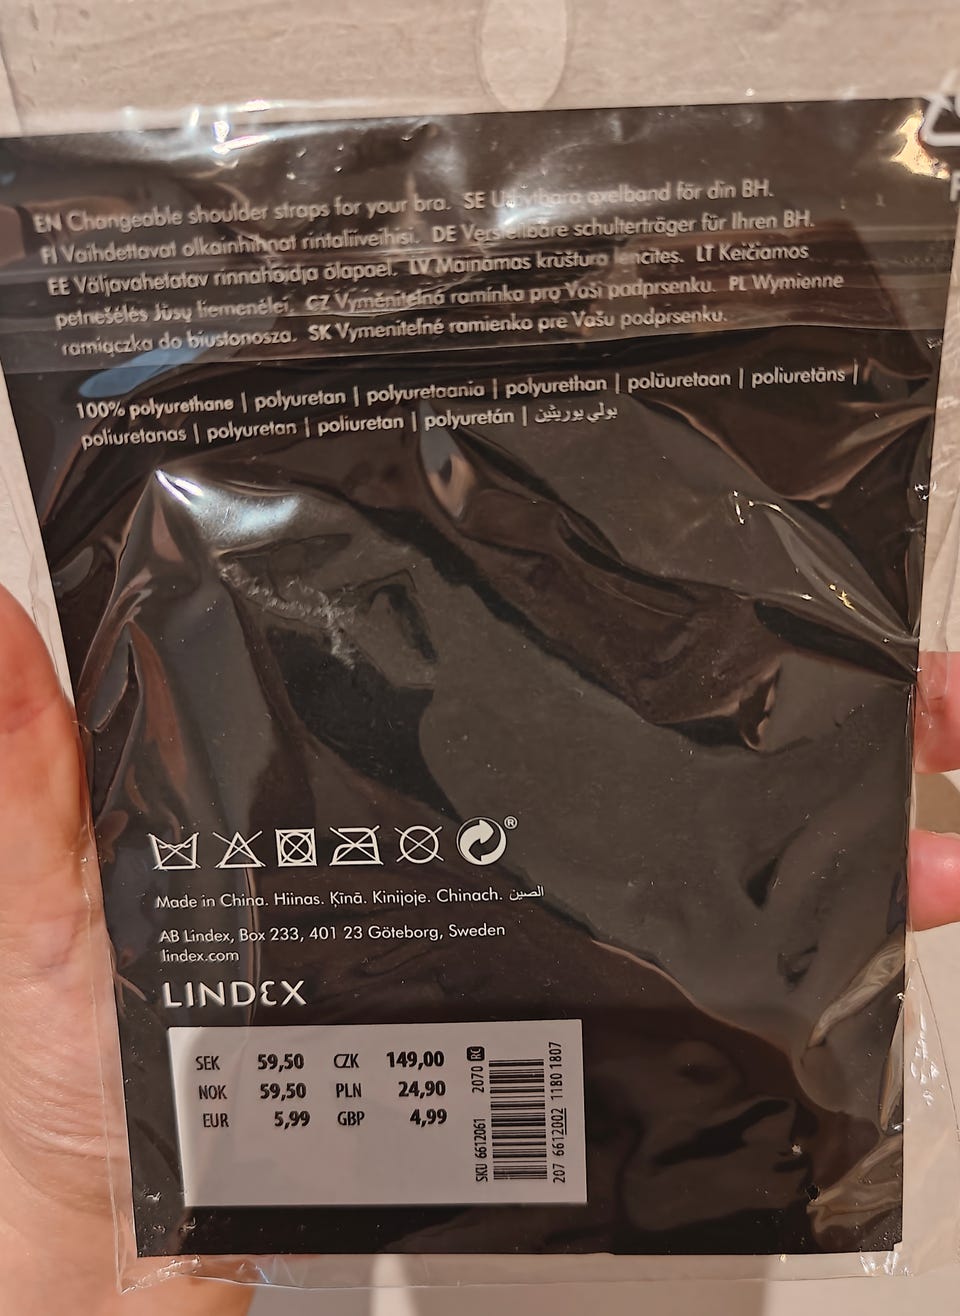 EN Changeable shoulder straps for your bra. SE Utbytbara axelband för din BH.
FI Vaihdettavat olkainhihnat rintaliiveihisi. DE Verstellbare schulterträger für Ihren BH.
EE Väljavahetatav rinnahoidja õlapael. LV Maināmas krūštura lencītes. LT Keičiamos
petnešėlės Jūsų liemenėlei. CZ Vyměnitelná ramínka pro Vaši podprsenku. PL Wymienne
ramiączka do biustonosza. SK Vymeniteľné ramienko pre Vašu podprsenku.
100% polyurethane | polyuretan | polyuretaania | polyurethan | polüuretaan | poliuretāns |
poliuretanas | polyuretan | poliuretan | polyuretán | بولي يوريثين
®
Made in China. Hiinas. Ķīnā. Kinijoje. Chinach. الصين
AB Lindex, Box 233, 401 23 Göteborg, Sweden
lindex.com
LINDEX
SEK 59,50 CZK 149,00
NOK 59,50 PLN 24,90
EUR 5,99 GBP 4,99
SKU 6612061 2070 RC
207 6612002 1180 1807